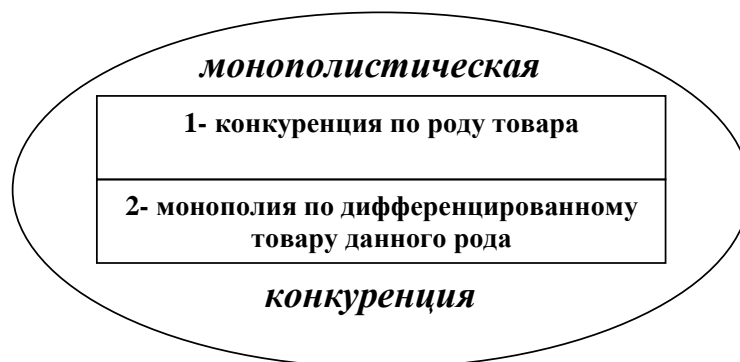 монополистическая
1- конкуренция по роду товара
2- монополия по дифференцированному
товару данного рода
конкуренция